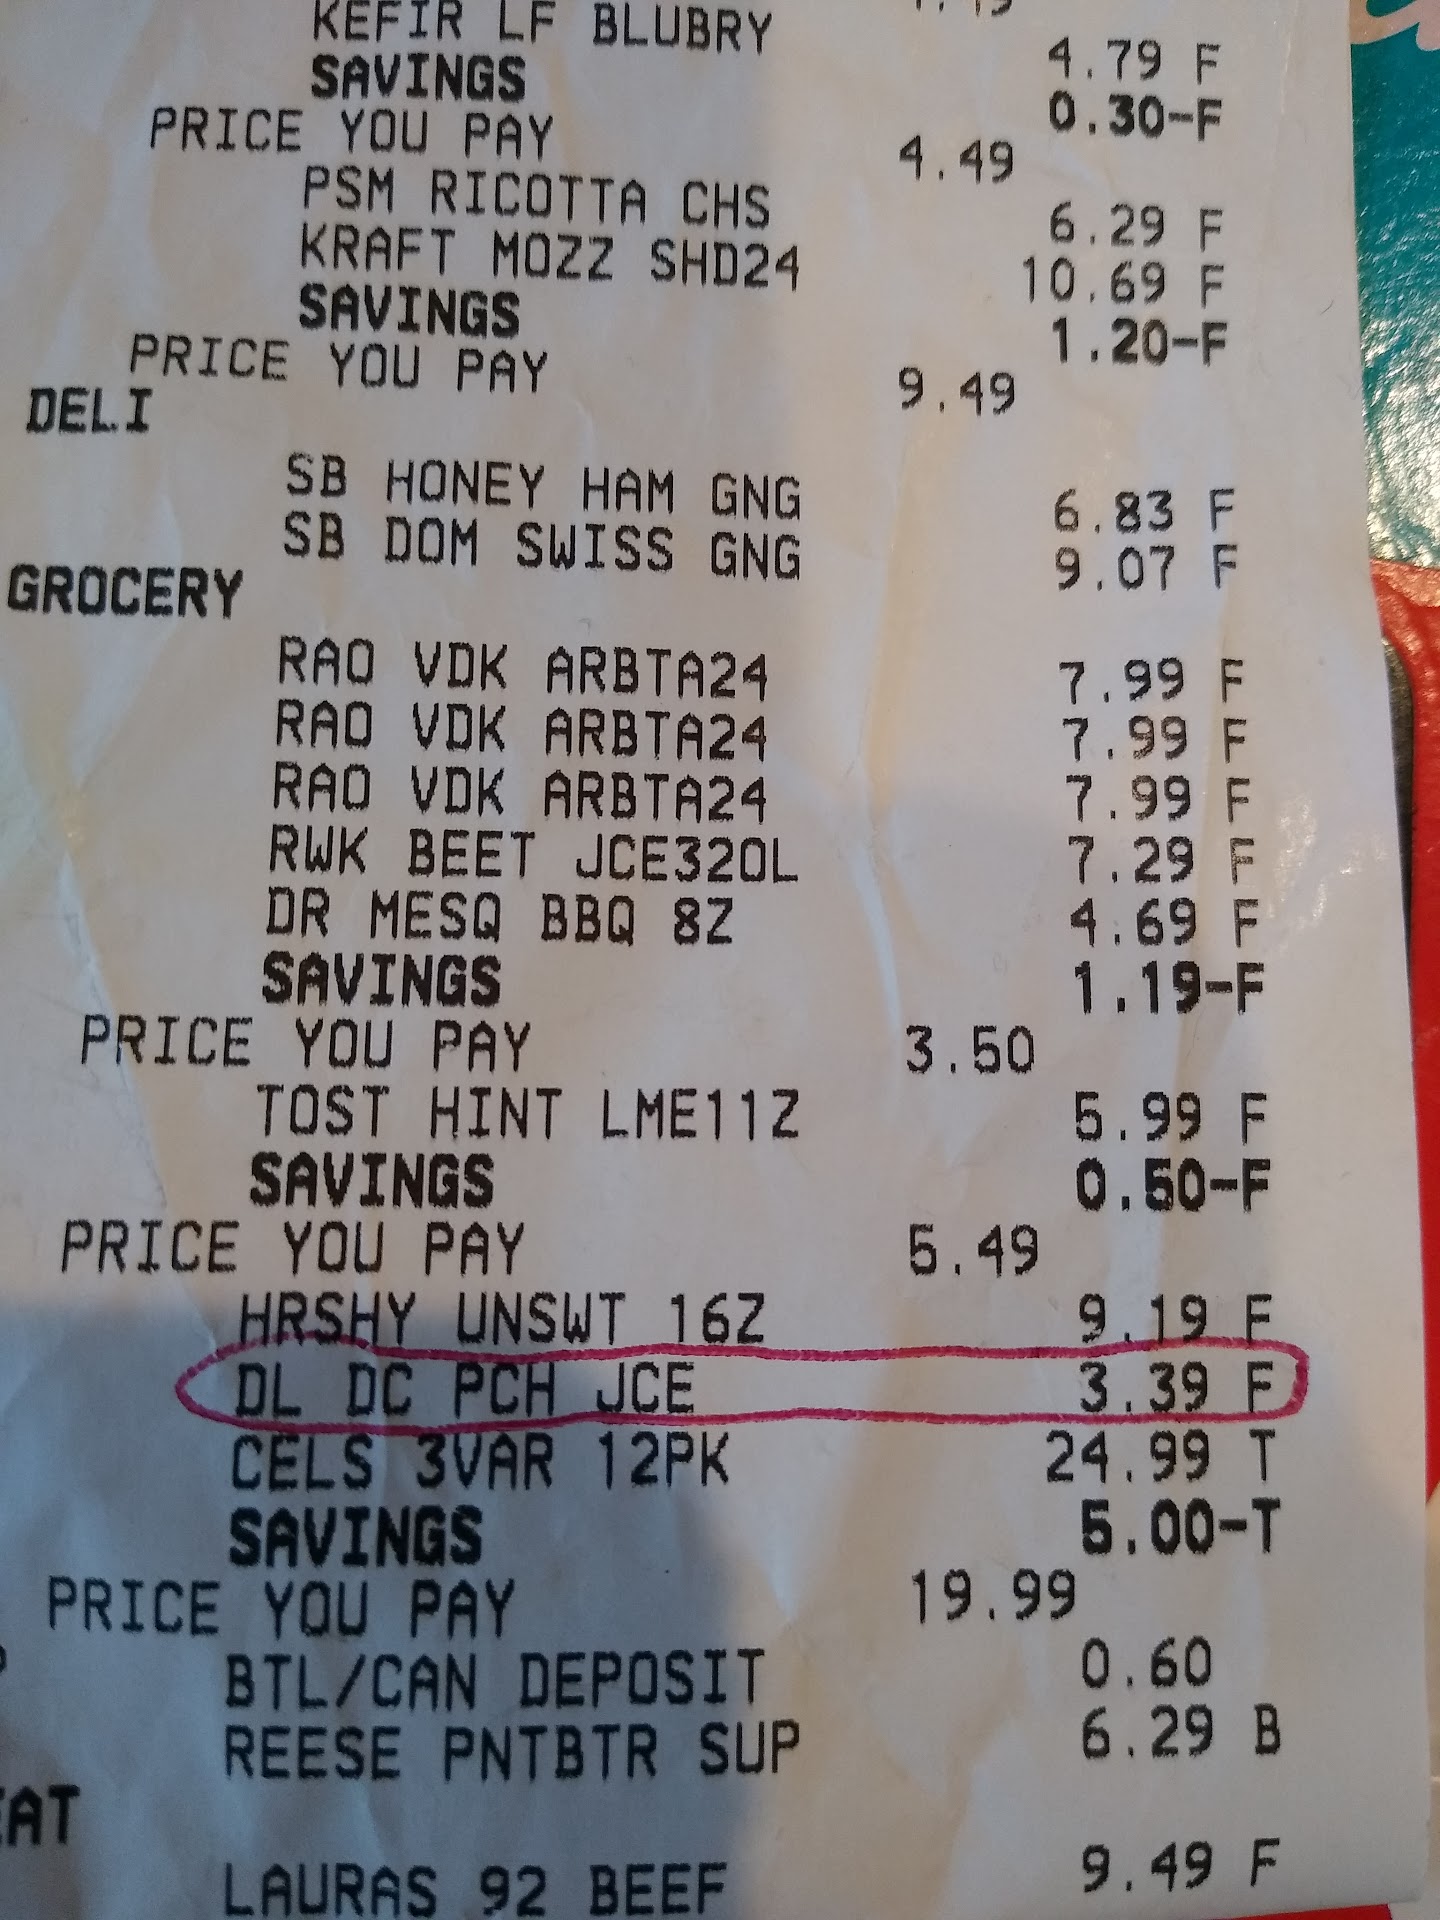 KEFIR LF BLUBRY 4.79 F
SAVINGS 0.30-F
PRICE YOU PAY 4.49
PSM RICOTTA CHS 6.29 F
KRAFT MOZZ SHD24 10.69 F
SAVINGS 1.20-F
PRICE YOU PAY 9.49
DELI
SB HONEY HAM GNG 6.83 F
SB DOM SWISS GNG 9.07 F
GROCERY
RAO VDK ARBTA24 7.99 F
RAO VDK ARBTA24 7.99 F
RAO VDK ARBTA24 7.99 F
RWK BEET JCE32OL 7.29 F
DR MESQ BBQ 8Z 4.69 F
SAVINGS 1.19-F
PRICE YOU PAY 3.50
TOST HINT LME11Z 5.99 F
SAVINGS 0.50-F
PRICE YOU PAY 5.49
HRSHY UNSWT 16Z 9.19 F
DL DC PCH JCE 3.39 F
CELS 3VAR 12PK 24.99 T
SAVINGS 5.00-T
PRICE YOU PAY 19.99
BTL/CAN DEPOSIT 0.60
REESE PNTBTR SUP 6.29 B
EAT
LAURAS 92 BEEF 9.49 F